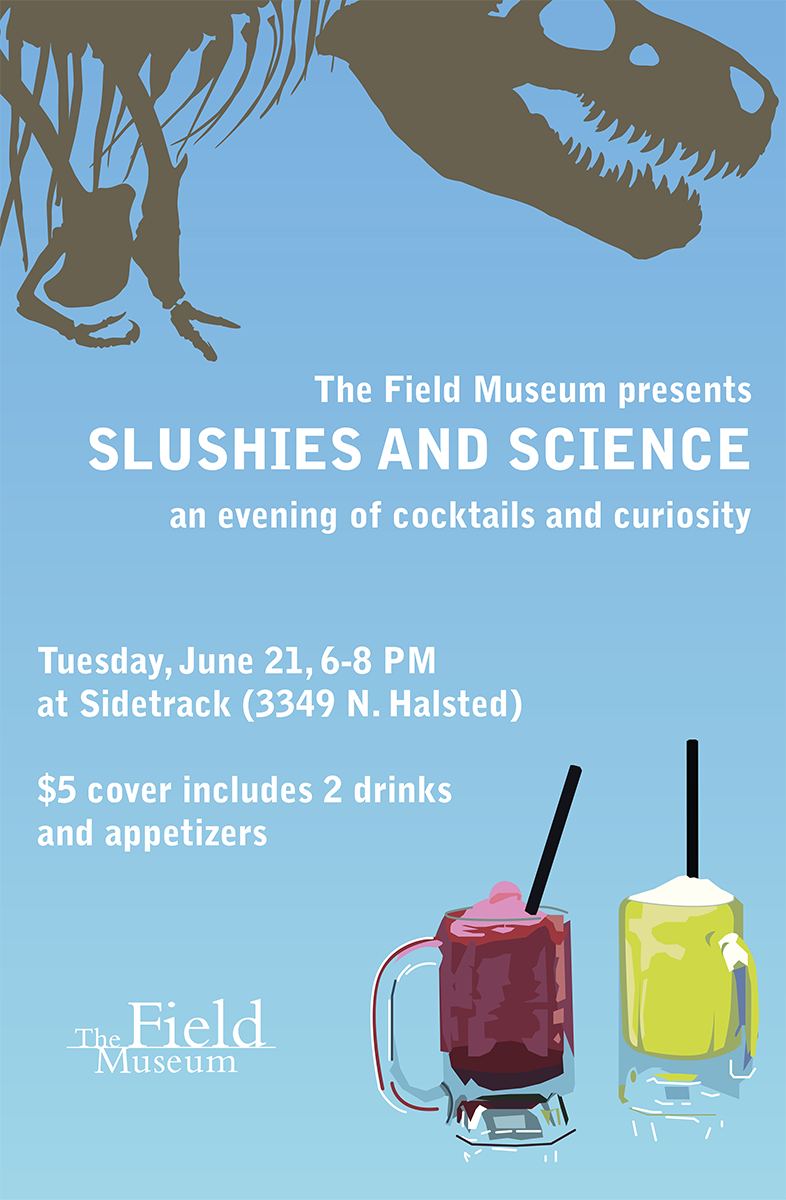 The Field Museum presents
SLUSHIES AND SCIENCE
an evening of cocktails and curiosity
Tuesday, June 21, 6-8 PM
at Sidetrack (3349 N. Halsted)
$5 cover includes 2 drinks
and appetizers
The Field
Museum